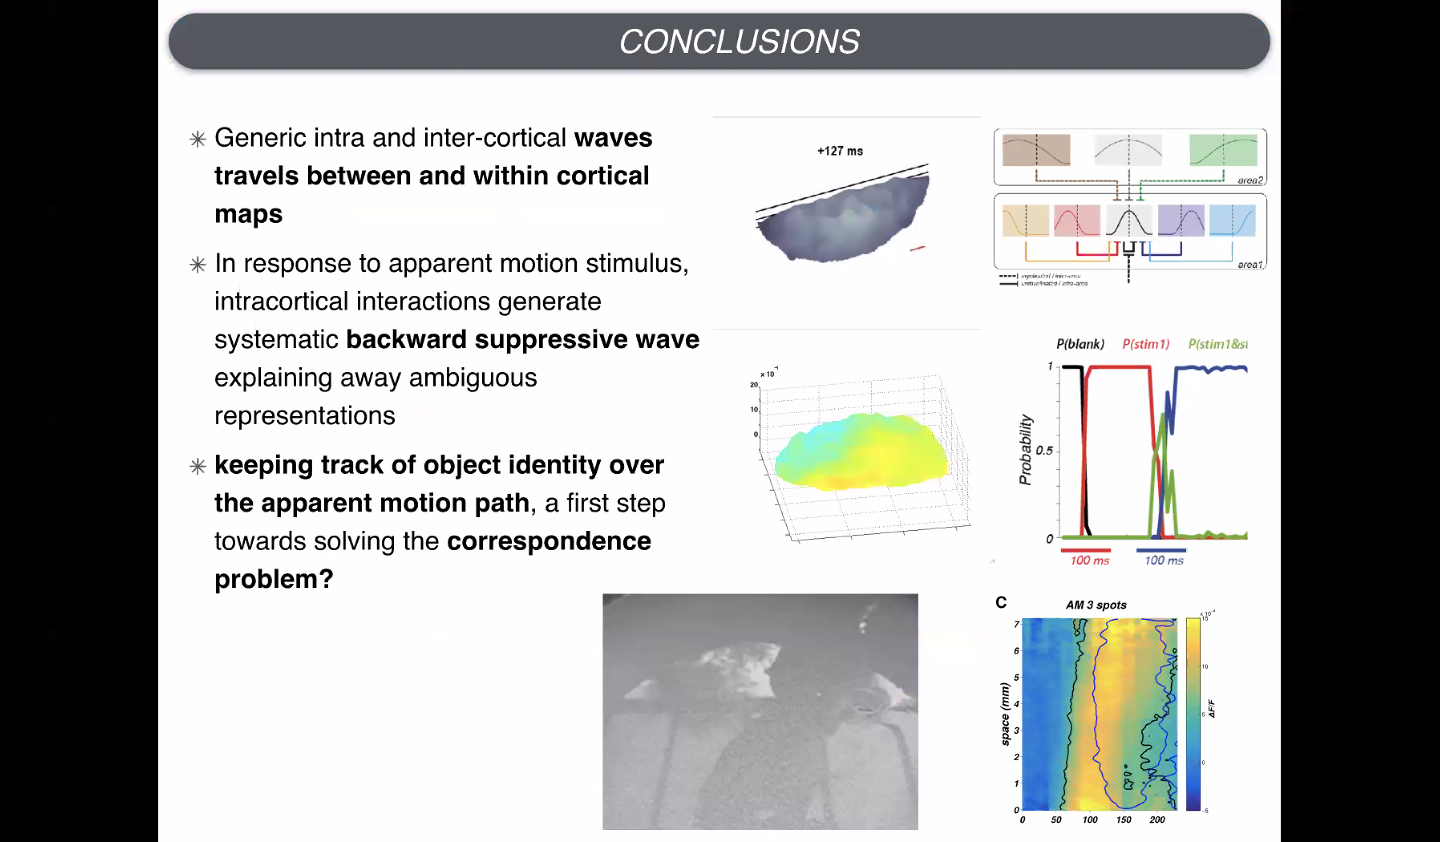 CONCLUSIONS
Generic intra and inter-cortical waves
travels between and within cortical
maps
In response to apparent motion stimulus,
intracortical interactions generate
systematic backward suppressive wave
explaining away ambiguous
representations
keeping track of object identity over
the apparent motion path, a first step
towards solving the correspondence
problem?
+127 ms
area2
area1
20
10
0
P(blank) P(stim1)
Probability
1
0.5
0
100 ms 100 ms
C
AM 3 spots
space (mm)
7
6
5
4
3
2
1
0
0 50 100 150 200
15
10
5
0
-5
ΔF/F